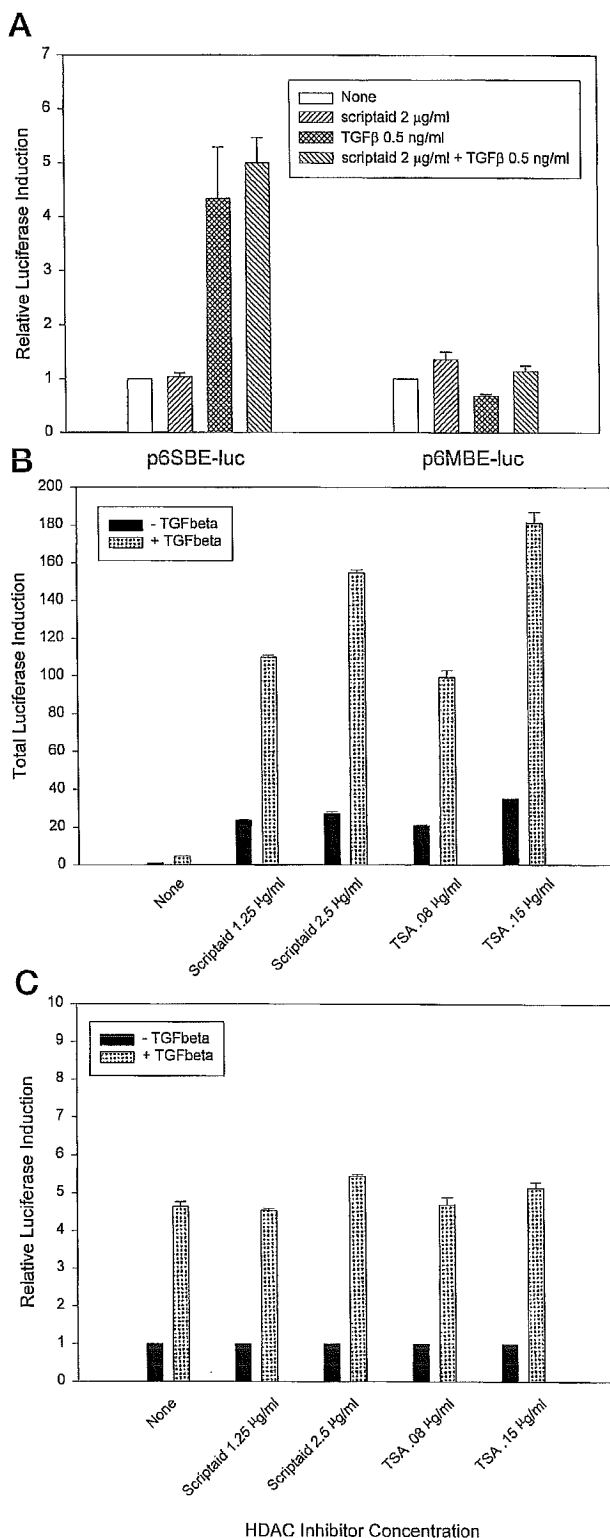 A
7
6
5
4
3
2
1
0
Relative Luciferase Induction
None
scriptaid 2 µg/ml
TGFβ 0.5 ng/ml
scriptaid 2 µg/ml + TGFβ 0.5 ng/ml
p6SBE-luc
p6MBE-luc
B
200
180
160
140
120
100
80
60
40
20
0
Total Luciferase Induction
- TGFbeta
+ TGFbeta
None
Scriptaid 1.25 µg/ml
Scriptaid 2.5 µg/ml
TSA .08 µg/ml
TSA .15 µg/ml
C
10
9
8
7
6
5
4
3
2
1
0
Relative Luciferase Induction
- TGFbeta
+ TGFbeta
None
Scriptaid 1.25 µg/ml
Scriptaid 2.5 µg/ml
TSA .08 µg/ml
TSA .15 µg/ml
HDAC Inhibitor Concentration